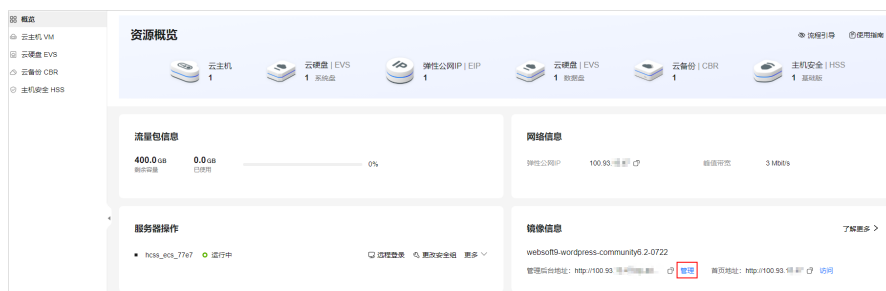 概览
云主机 VM
云硬盘 EVS
云备份 CBR
主机安全 HSS
资源概览
流程引导 使用指南
云主机 云硬盘 | EVS 弹性公网IP | EIP 云硬盘 | EVS 云备份 | CBR 主机安全 | HSS
1 1 系统盘 1 1 数据盘 1 1 基础版
流量包信息
400.0 GB 0.0 GB
剩余容量 已使用
0%
网络信息
弹性公网IP 100.93. 峰值带宽 3 Mbit/s
服务器操作
hcss_ecs_77e7 运行中 远程登录 更改安全组 更多
镜像信息 了解更多
websoft9-wordpress-community6.2-0722
管理后台地址: http://100.93 管理 首页地址: http://100.93. 访问